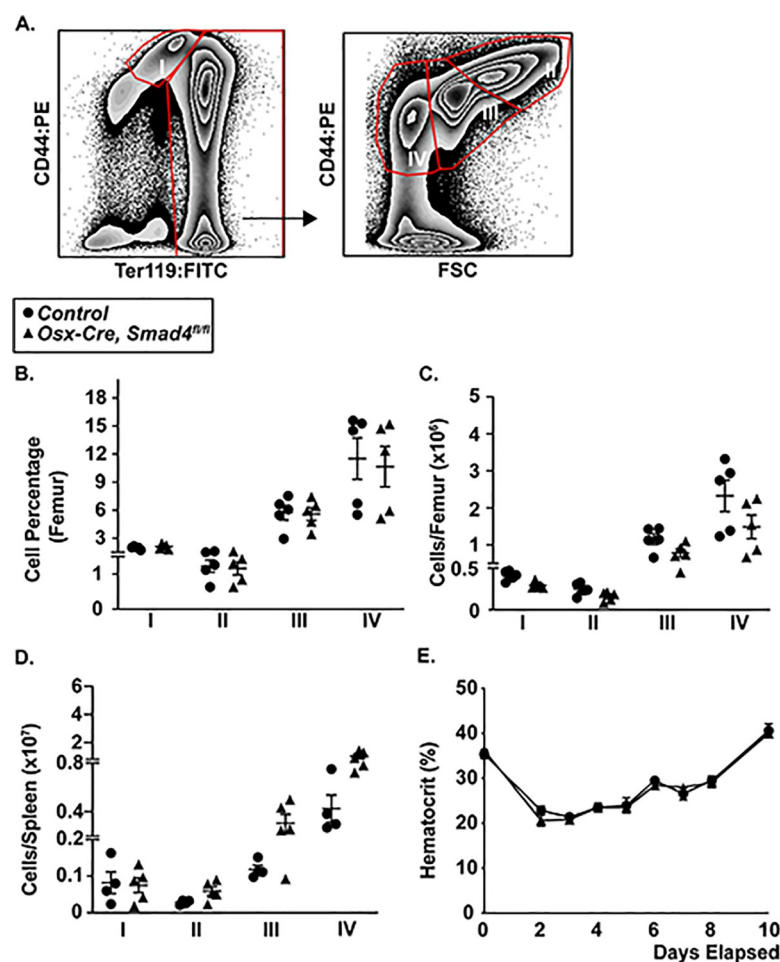 A.
CD44:PE
I
Ter119:FITC
CD44:PE
II
III
IV
FSC
Control
Osx-Cre, Smad4fl/fl
B.
Cell Percentage
(Femur)
18
15
12
9
6
3
1
0
I II III IV
C.
Cells/Femur (x10⁶)
5
4
3
2
1
0.5
0
I II III IV
D.
Cells/Spleen (x10⁷)
6
4
2
0.8
0.4
0.2
0.1
0
I II III IV
E.
Hematocrit (%)
50
40
30
20
10
0
0 2 4 6 8 10
Days Elapsed